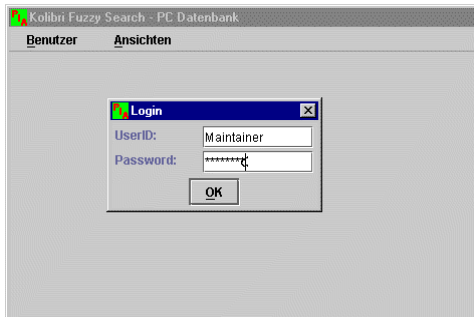 Kolibri Fuzzy Search - PC Datenbank
Benutzer Ansichten
Login
UserID: Maintainer
Password: *******
OK